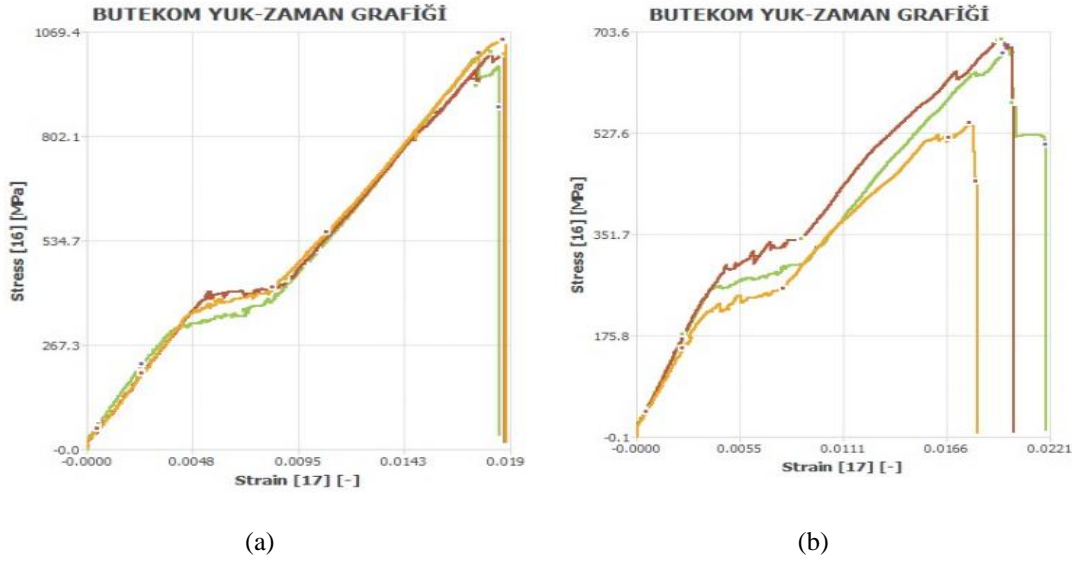 BUTEKOM YUK-ZAMAN GRAFİĞİ
1069.4
802.1
534.7
267.3
-0.0
-0.0000
0.0048
0.0095
0.0143
0.019
Stress [16] [MPa]
Strain [17] [-]
(a)
BUTEKOM YUK-ZAMAN GRAFİĞİ
703.6
527.6
351.7
175.8
-0.1
-0.0000
0.0055
0.0111
0.0166
0.0221
Stress [16] [MPa]
Strain [17] [-]
(b)